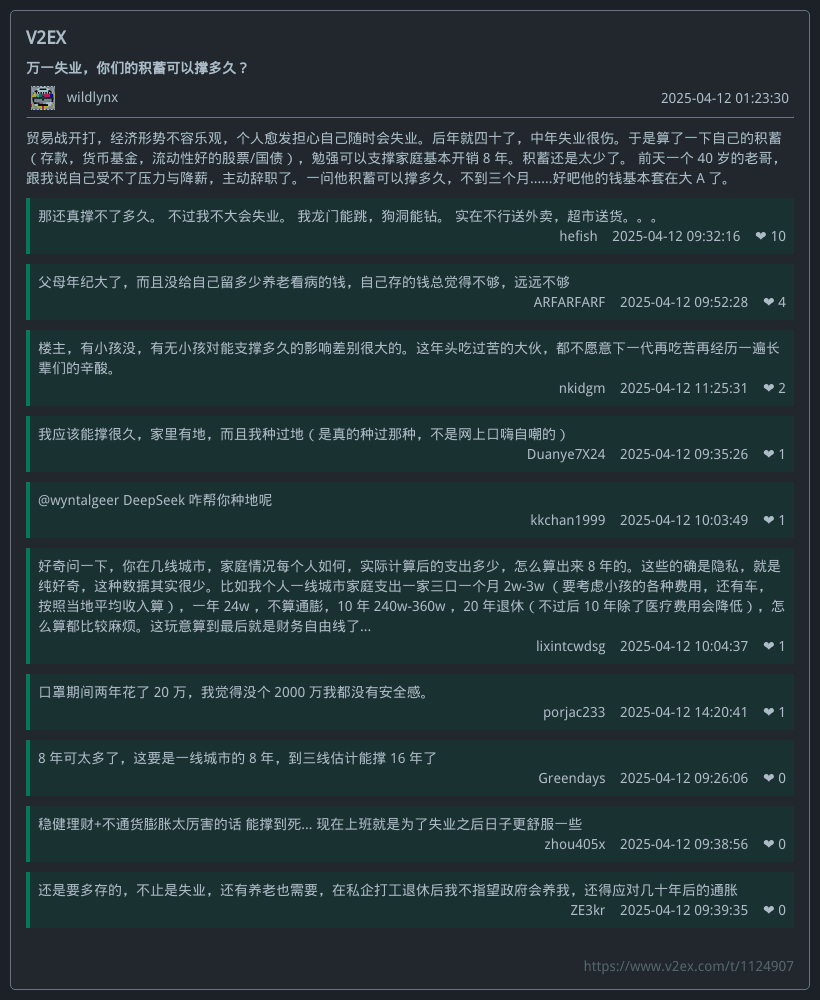 V2EX
万一失业，你们的积蓄可以撑多久？
wildlynx 2025-04-12 01:23:30
贸易战开打，经济形势不容乐观，个人愈发担心自己随时会失业。后年就四十了，中年失业很伤。于是算了一下自己的积蓄
（存款，货币基金，流动性好的股票/国债），勉强可以支撑家庭基本开销 8 年。积蓄还是太少了。 前天一个 40 岁的老哥，
跟我说自己受不了压力与降薪，主动辞职了。一问他积蓄可以撑多久，不到三个月......好吧他的钱基本套在大 A 了。
那还真撑不了多久。 不过我不大会失业。 我龙门能跳，狗洞能钻。 实在不行送外卖，超市送货。。。
hefish 2025-04-12 09:32:16 ❤ 10
父母年纪大了，而且没给自己留多少养老看病的钱，自己存的钱总觉得不够，远远不够
ARFARFARF 2025-04-12 09:52:28 ❤ 4
楼主，有小孩没，有无小孩对能支撑多久的影响差别很大的。这年头吃过苦的大伙，都不愿意下一代再吃苦再经历一遍长
辈们的辛酸。
nkidgm 2025-04-12 11:25:31 ❤ 2
我应该能撑很久，家里有地，而且我种过地（是真的种过那种，不是网上口嗨自嘲的）
Duanye7X24 2025-04-12 09:35:26 ❤ 1
@wyntalgeer DeepSeek 咋帮你种地呢
kkchan1999 2025-04-12 10:03:49 ❤ 1
好奇问一下，你在几线城市，家庭情况每个人如何，实际计算后的支出多少，怎么算出来 8 年的。这些的确是隐私，就是
纯好奇，这种数据其实很少。比如我个人一线城市家庭支出一家三口一个月 2w-3w （要考虑小孩的各种费用，还有车，
按照当地平均收入算），一年 24w ，不算通膨，10 年 240w-360w ，20 年退休（不过后 10 年除了医疗费用会降低），怎
么算都比较麻烦。这玩意算到最后就是财务自由线了...
lixintcwdsg 2025-04-12 10:04:37 ❤ 1
口罩期间两年花了 20 万，我觉得没个 2000 万我都没有安全感。
porjac233 2025-04-12 14:20:41 ❤ 1
8 年可太多了，这要是一线城市的 8 年，到三线估计能撑 16 年了
Greendays 2025-04-12 09:26:06 ❤ 0
稳健理财+不通货膨胀太厉害的话 能撑到死... 现在上班就是为了失业之后日子更舒服一些
zhou405x 2025-04-12 09:38:56 ❤ 0
还是要多存的，不止是失业，还有养老也需要，在私企打工退休后我不指望政府会养我，还得应对几十年后的通胀
ZE3kr 2025-04-12 09:39:35 ❤ 0
https://www.v2ex.com/t/1124907